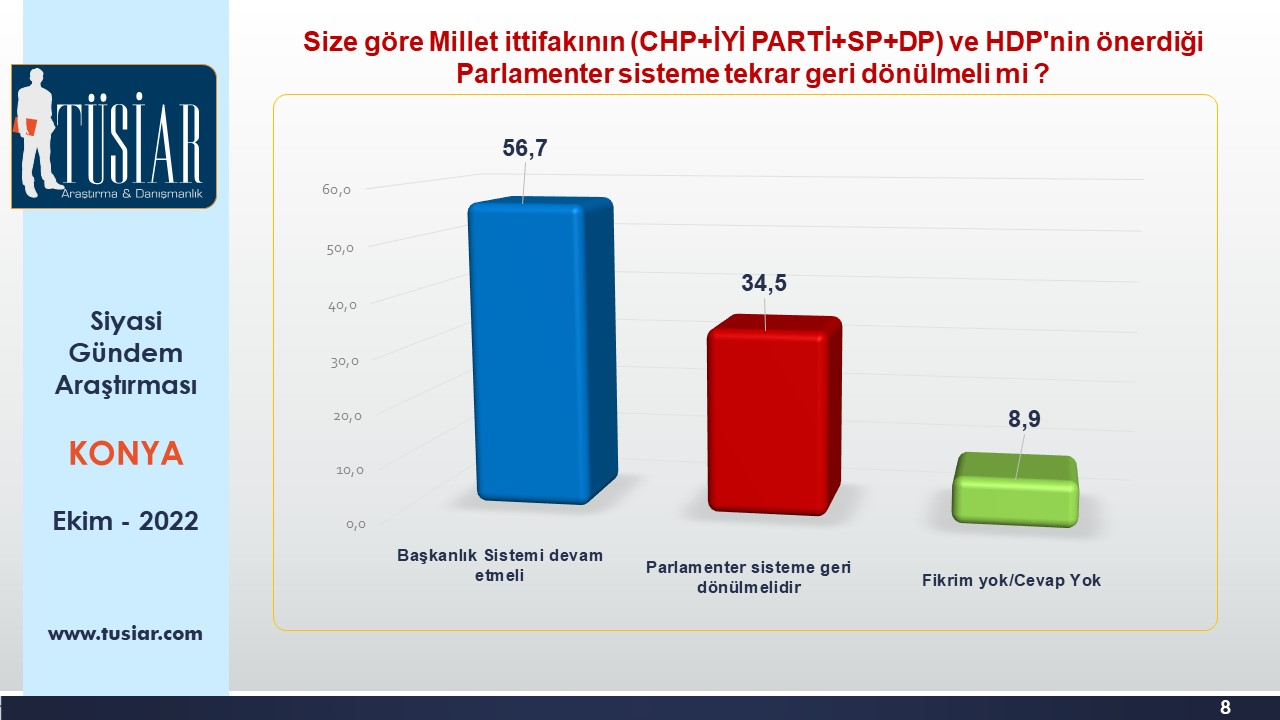 Size göre Millet ittifakının (CHP+İYİ PARTİ+SP+DP) ve HDP'nin önerdiği
Parlamenter sisteme tekrar geri dönülmeli mi ?
TÜSİAR
Araştırma & Danışmanlık
Siyasi
Gündem
Araştırması
KONYA
Ekim - 2022
www.tusiar.com
60,0
50,0
40,0
30,0
20,0
10,0
0,0
56,7
34,5
8,9
Başkanlık Sistemi devam
etmeli
Parlamenter sisteme geri
dönülmelidir
Fikrim yok/Cevap Yok
8